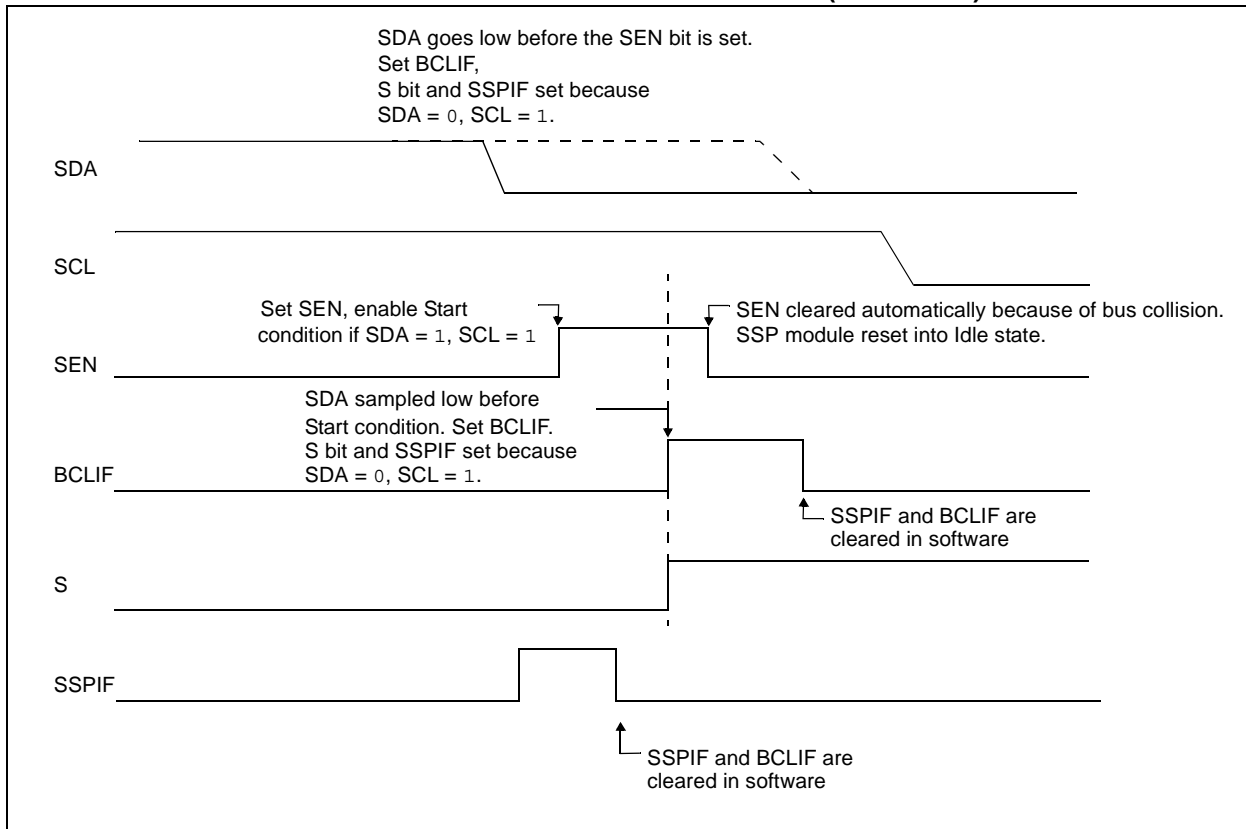 SDA goes low before the SEN bit is set.
Set BCLIF,
S bit and SSPIF set because
SDA = 0, SCL = 1.
SDA
SCL
Set SEN, enable Start
condition if SDA = 1, SCL = 1
SEN cleared automatically because of bus collision.
SSP module reset into Idle state.
SEN
SDA sampled low before
Start condition. Set BCLIF.
S bit and SSPIF set because
SDA = 0, SCL = 1.
BCLIF
SSPIF and BCLIF are
cleared in software
S
SSPIF
SSPIF and BCLIF are
cleared in software